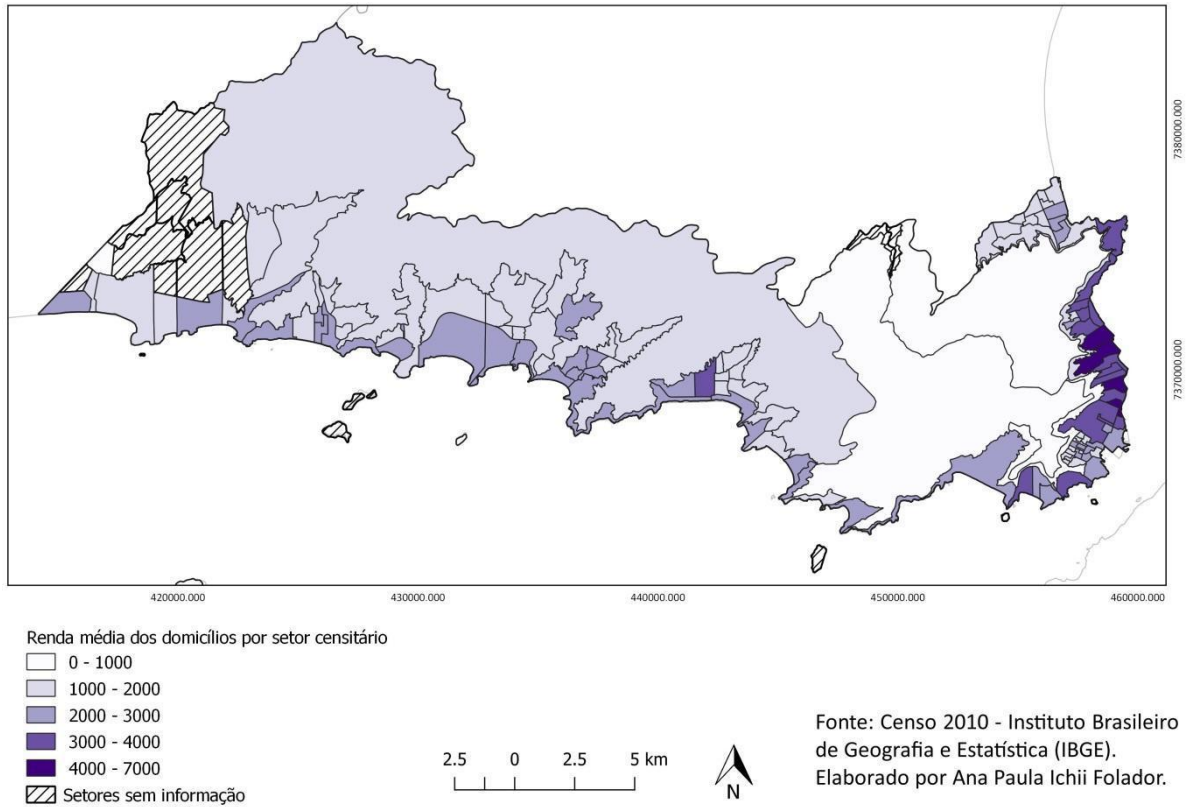 7380000.000
7370000.000
420000.000 430000.000 440000.000 450000.000 460000.000
Renda média dos domicílios por setor censitário
0 - 1000
1000 - 2000
2000 - 3000
3000 - 4000
4000 - 7000
Setores sem informação
2.5 0 2.5 5 km
N
Fonte: Censo 2010 - Instituto Brasileiro
de Geografia e Estatística (IBGE).
Elaborado por Ana Paula Ichii Folador.